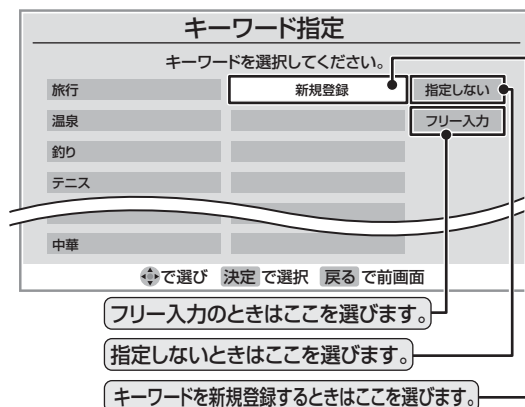 キーワード指定
キーワードを選択してください。
旅行 新規登録 指定しない
温泉 フリー入力
釣り
テニス
中華
で選び 決定 で選択 戻る で前画面
フリー入力のときはここを選びます。
指定しないときはここを選びます。
キーワードを新規登録するときはここを選びます。